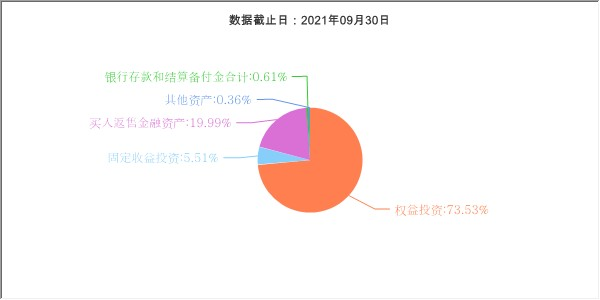 数据截止日：2021年09月30日
银行存款和结算备付金合计:0.61%
其他资产:0.36%
买入返售金融资产:19.99%
固定收益投资:5.51%
权益投资:73.53%